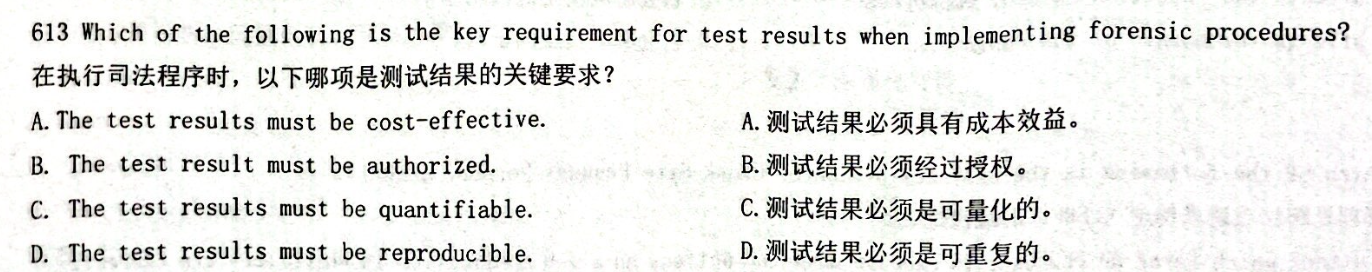 613 Which of the following is the key requirement for test results when implementing forensic procedures?
在执行司法程序时，以下哪项是测试结果的关键要求？
A. The test results must be cost-effective. A. 测试结果必须具有成本效益。
B. The test result must be authorized. B. 测试结果必须经过授权。
C. The test results must be quantifiable. C. 测试结果必须是可量化的。
D. The test results must be reproducible. D. 测试结果必须是可重复的。